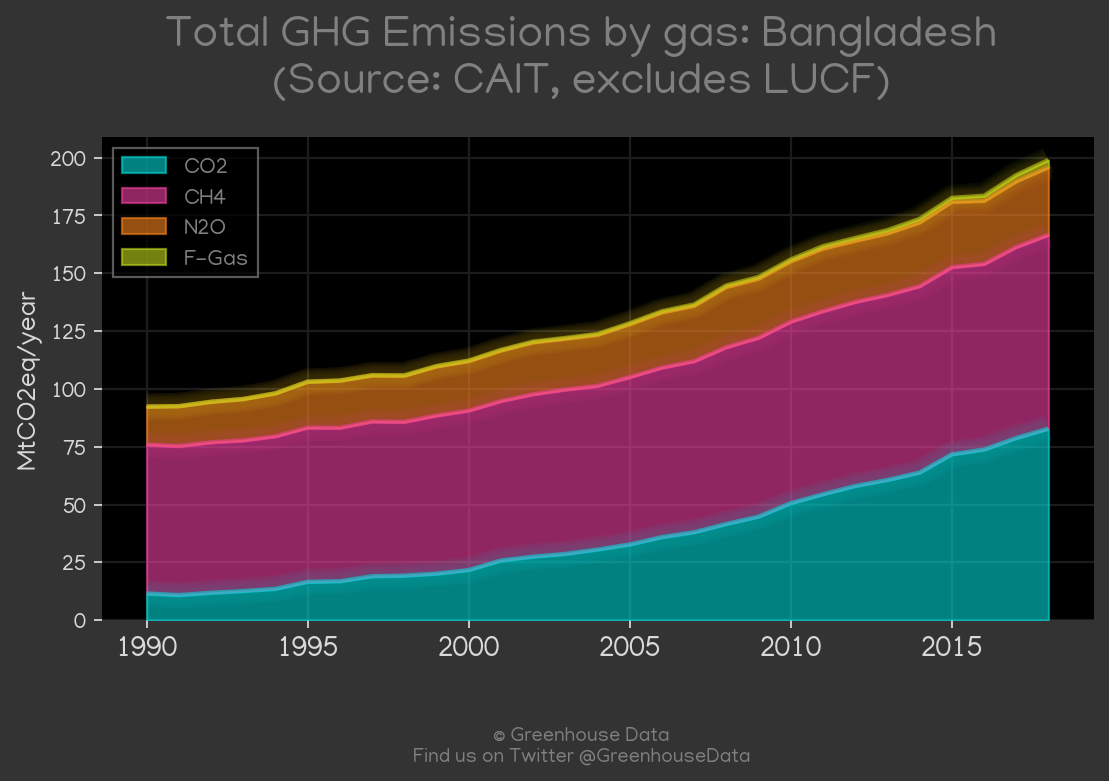 Total GHG Emissions by gas: Bangladesh
(Source: CAIT, excludes LUCF)
CO2
CH4
N2O
F-Gas
MtCO2eq/year
200
175
150
125
100
75
50
25
0
1990 1995 2000 2005 2010 2015
© Greenhouse Data
Find us on Twitter @GreenhouseData